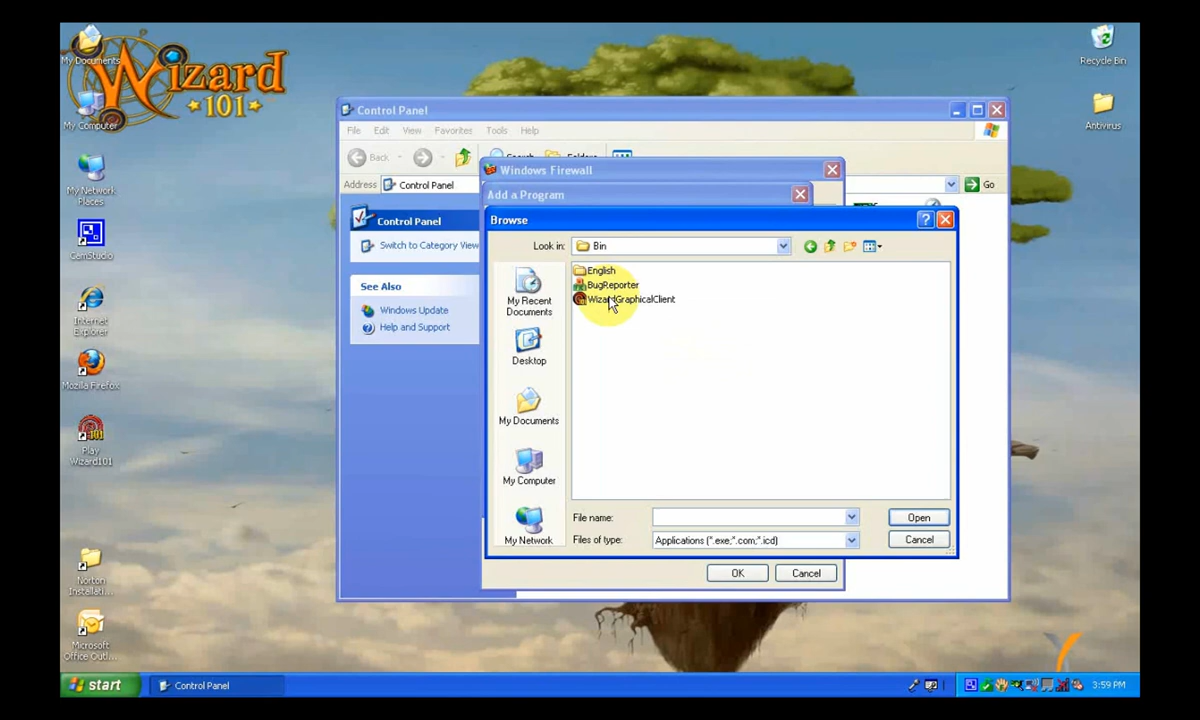 My Documents
Wizard
101
My Computer
My Network
Places
CamStudio
Internet
Explorer
Mozilla Firefox
Play
Wizard101
Norton
Installati...
Microsoft
Office Outl...
Recycle Bin
Antivirus
Control Panel
File Edit View Favorites Tools Help
Back
Search Folders
Address Control Panel Go
Control Panel
Switch to Category View
See Also
Windows Update
Help and Support
Windows Firewall
Add a Program
Browse
Look in: Bin
English
BugReporter
WizardGraphicalClient
My Recent
Documents
Desktop
My Documents
My Computer
My Network
File name: Open
Files of type: Applications (*.exe;*.com;*.icd) Cancel
OK Cancel
start Control Panel 3:59 PM